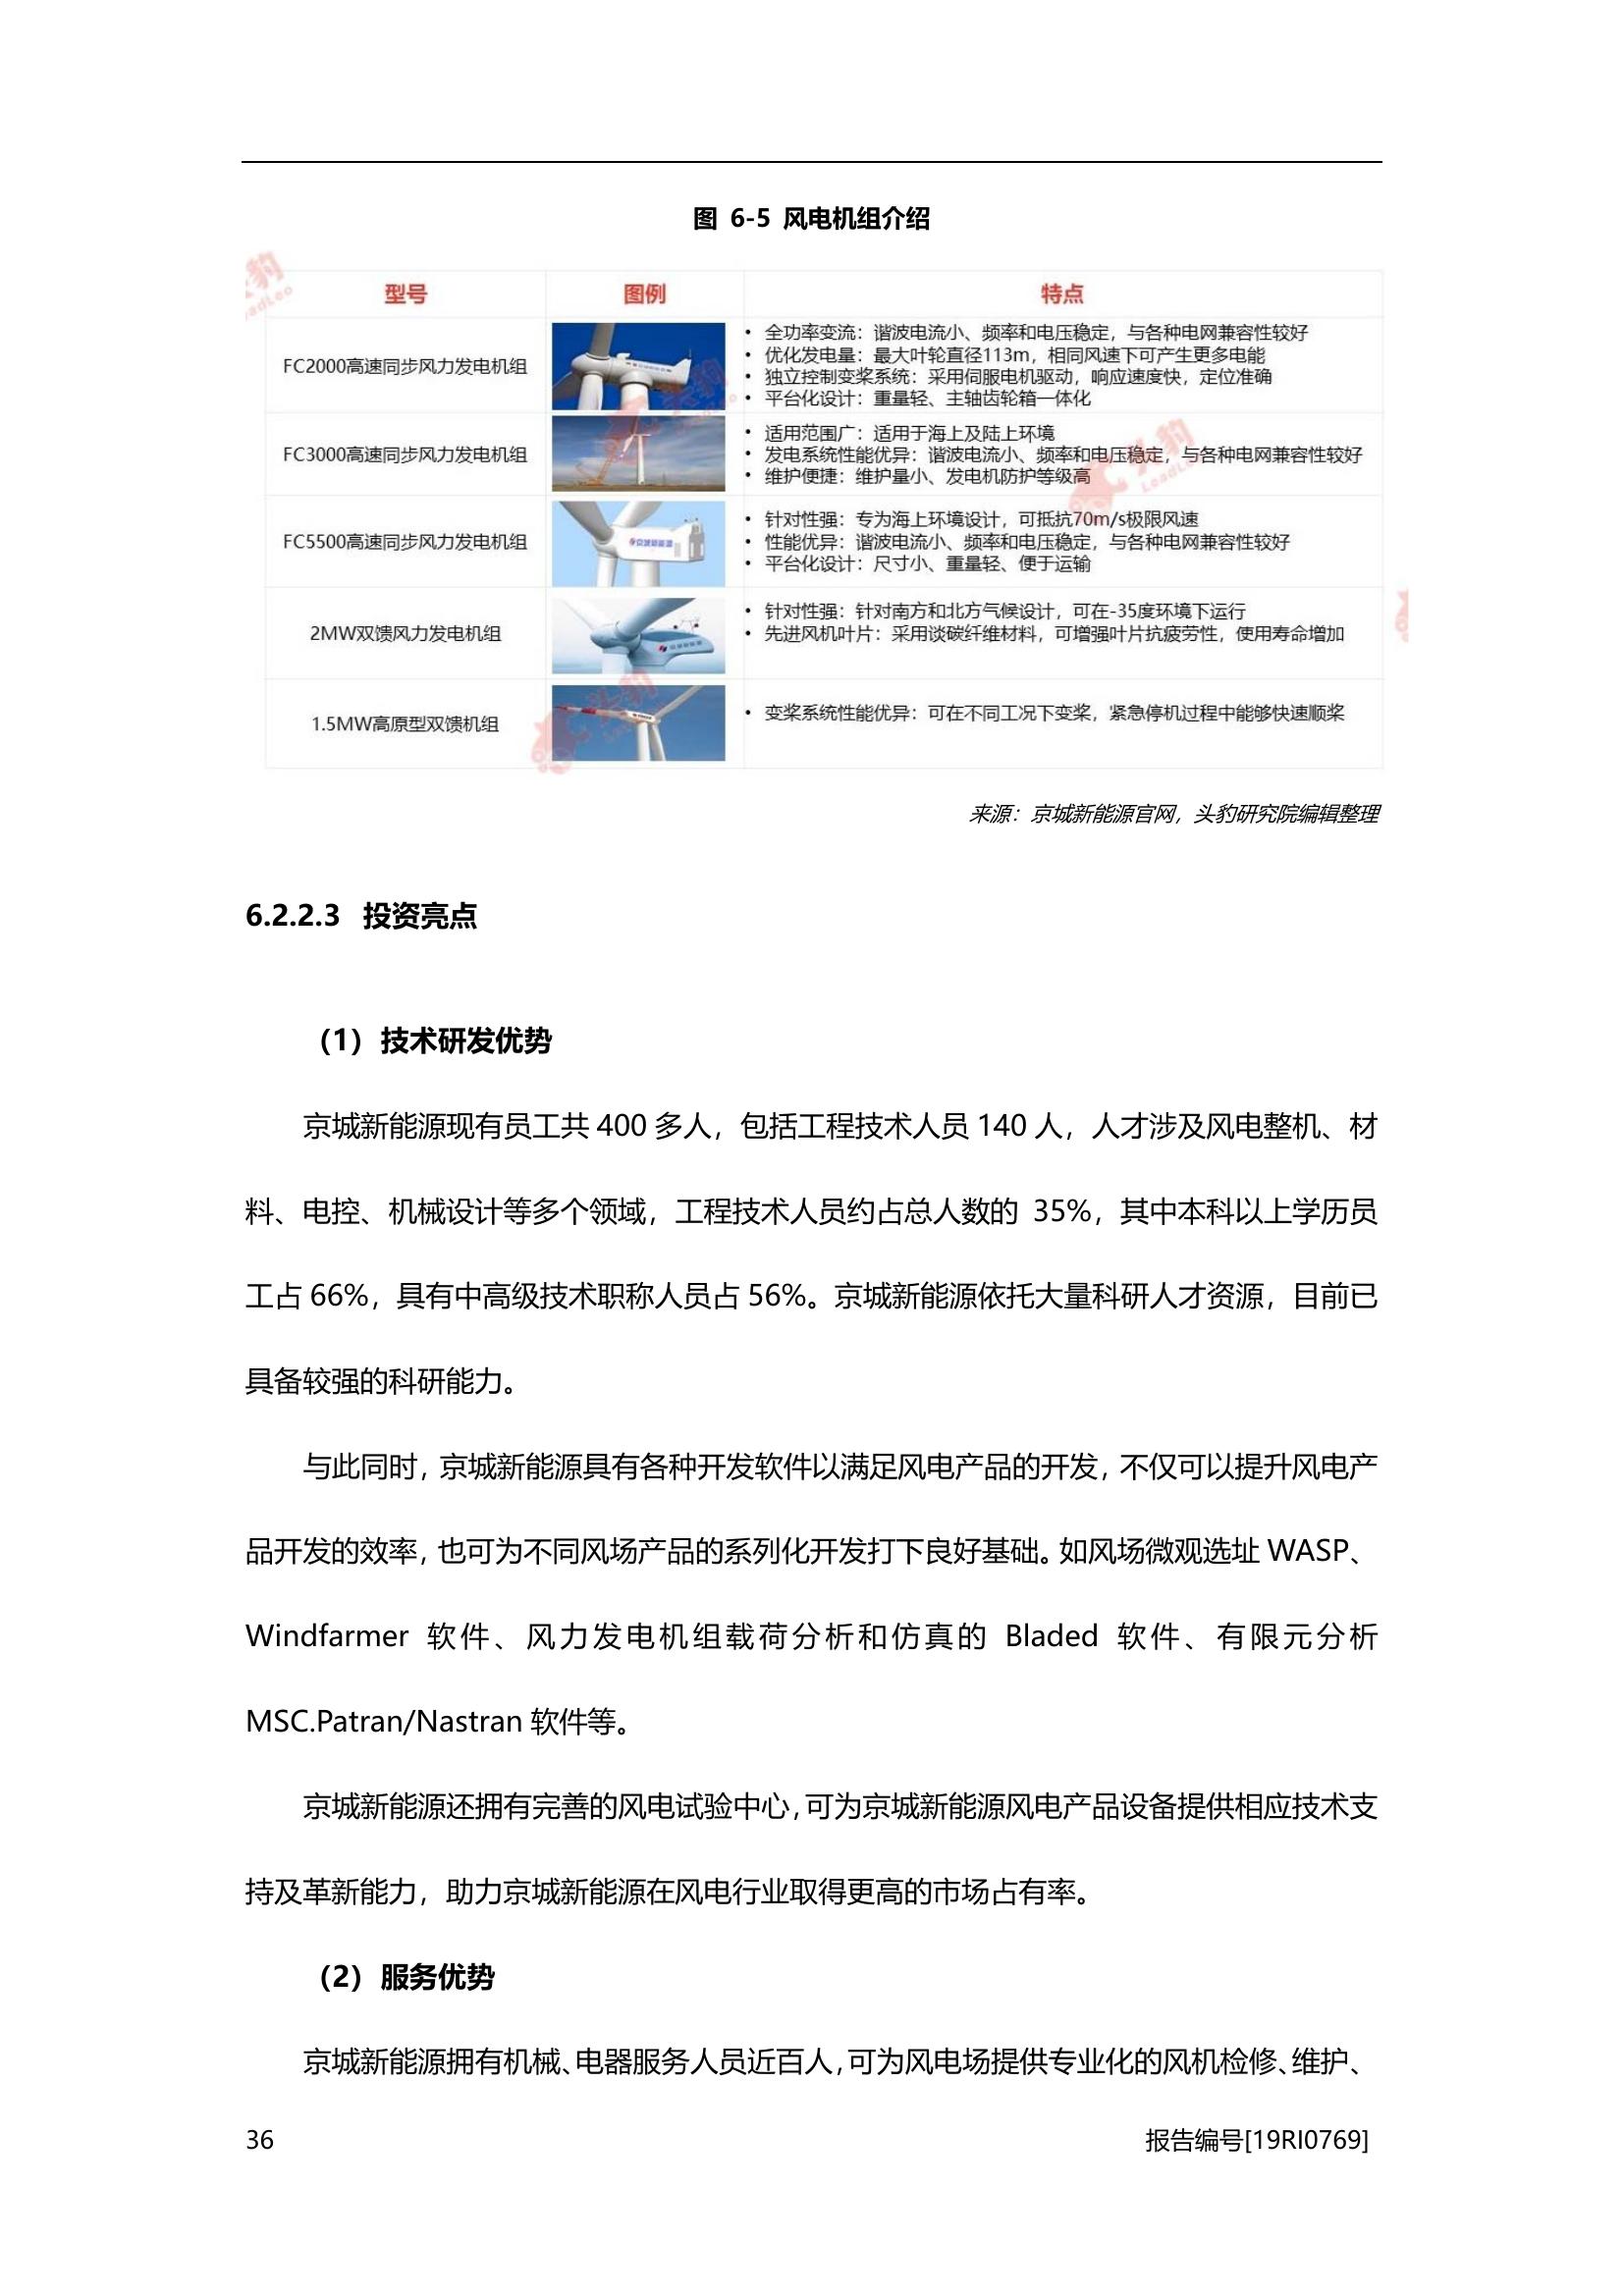 图 6-5 风电机组介绍
型号 图例 特点
FC2000高速同步风力发电机组
• 全功率变流：谐波电流小、频率和电压稳定，与各种电网兼容性较好
• 优化发电量：最大叶轮直径113m，相同风速下可产生更多电能
• 独立控制变桨系统：采用伺服电机驱动，响应速度快，定位准确
• 平台化设计：重量轻、主轴齿轮箱一体化
FC3000高速同步风力发电机组
• 适用范围广：适用于海上及陆上环境
• 发电系统性能优异：谐波电流小、频率和电压稳定，与各种电网兼容性较好
• 维护便捷：维护量小、发电机防护等级高
FC5500高速同步风力发电机组
京城新能源
• 针对性强：专为海上环境设计，可抵抗70m/s极限风速
• 性能优异：谐波电流小、频率和电压稳定，与各种电网兼容性较好
• 平台化设计：尺寸小、重量轻、便于运输
2MW双馈风力发电机组
• 针对性强：针对南方和北方气候设计，可在-35度环境下运行
• 先进风机叶片：采用谈碳纤维材料，可增强叶片抗疲劳性，使用寿命增加
1.5MW高原型双馈机组
• 变桨系统性能优异：可在不同工况下变桨，紧急停机过程中能够快速顺桨
头豹
LeadLeo
来源：京城新能源官网，头豹研究院编辑整理
6.2.2.3 投资亮点
（1）技术研发优势
京城新能源现有员工共 400 多人，包括工程技术人员 140 人，人才涉及风电整机、材
料、电控、机械设计等多个领域，工程技术人员约占总人数的 35%，其中本科以上学历员
工占 66%，具有中高级技术职称人员占 56%。京城新能源依托大量科研人才资源，目前已
具备较强的科研能力。
与此同时，京城新能源具有各种开发软件以满足风电产品的开发，不仅可以提升风电产
品开发的效率，也可为不同风场产品的系列化开发打下良好基础。如风场微观选址 WASP、
Windfarmer 软件、风力发电机组载荷分析和仿真的 Bladed 软件、有限元分析
MSC.Patran/Nastran 软件等。
京城新能源还拥有完善的风电试验中心，可为京城新能源风电产品设备提供相应技术支
持及革新能力，助力京城新能源在风电行业取得更高的市场占有率。
（2）服务优势
京城新能源拥有机械、电器服务人员近百人，可为风电场提供专业化的风机检修、维护、
36 报告编号[19RI0769]